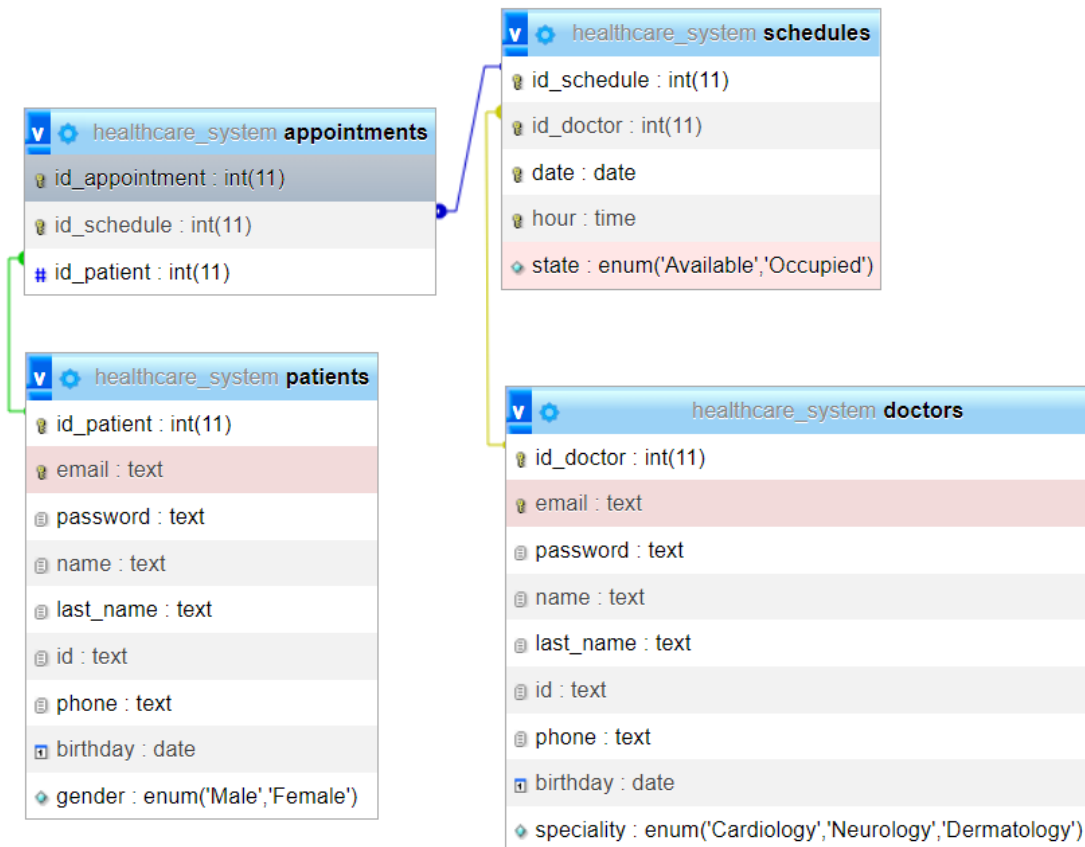 v healthcare_system appointments
id_appointment : int(11)
id_schedule : int(11)
# id_patient : int(11)
v healthcare_system schedules
id_schedule : int(11)
id_doctor : int(11)
date : date
hour : time
state : enum('Available','Occupied')
v healthcare_system patients
id_patient : int(11)
email : text
password : text
name : text
last_name : text
id : text
phone : text
birthday : date
gender : enum('Male','Female')
v healthcare_system doctors
id_doctor : int(11)
email : text
password : text
name : text
last_name : text
id : text
phone : text
birthday : date
speciality : enum('Cardiology','Neurology','Dermatology')